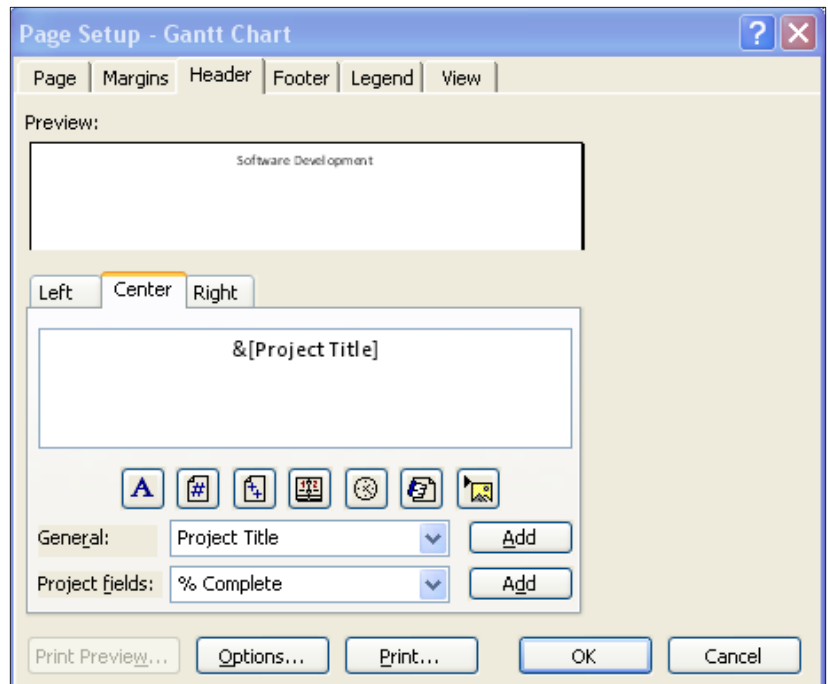 Page Setup - Gantt Chart ?
Page Margins Header Footer Legend View
Preview:
Software Development
Left Center Right
&[Project Title]
A #
General: Project Title Add
Project fields: % Complete Add
Print Preview... Options... Print... OK Cancel